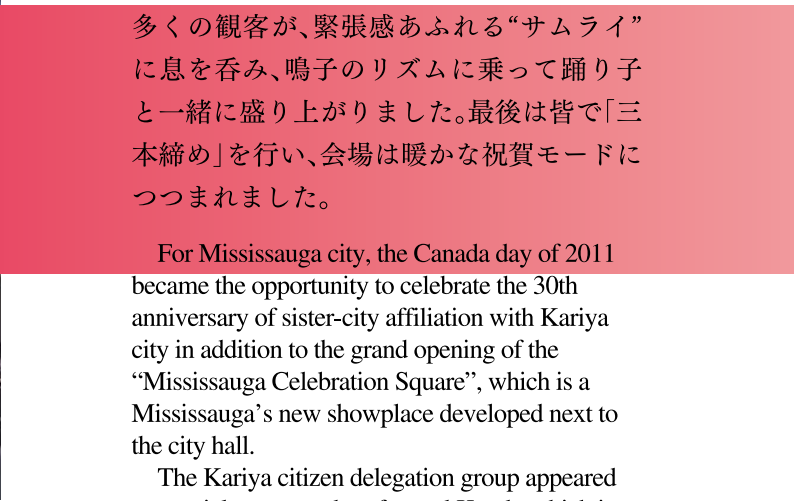 多くの観客が、緊張感あふれる“サムライ”
に息を呑み、鳴子のリズムに乗って踊り子
と一緒に盛り上がりました。最後は皆で「三
本締め」を行い、会場は暖かな祝賀モードに
つつまれました。
For Mississauga city, the Canada day of 2011
became the opportunity to celebrate the 30th
anniversary of sister-city affiliation with Kariya
city in addition to the grand opening of the
“Mississauga Celebration Square”, which is a
Mississauga’s new showplace developed next to
the city hall.
The Kariya citizen delegation group appeared